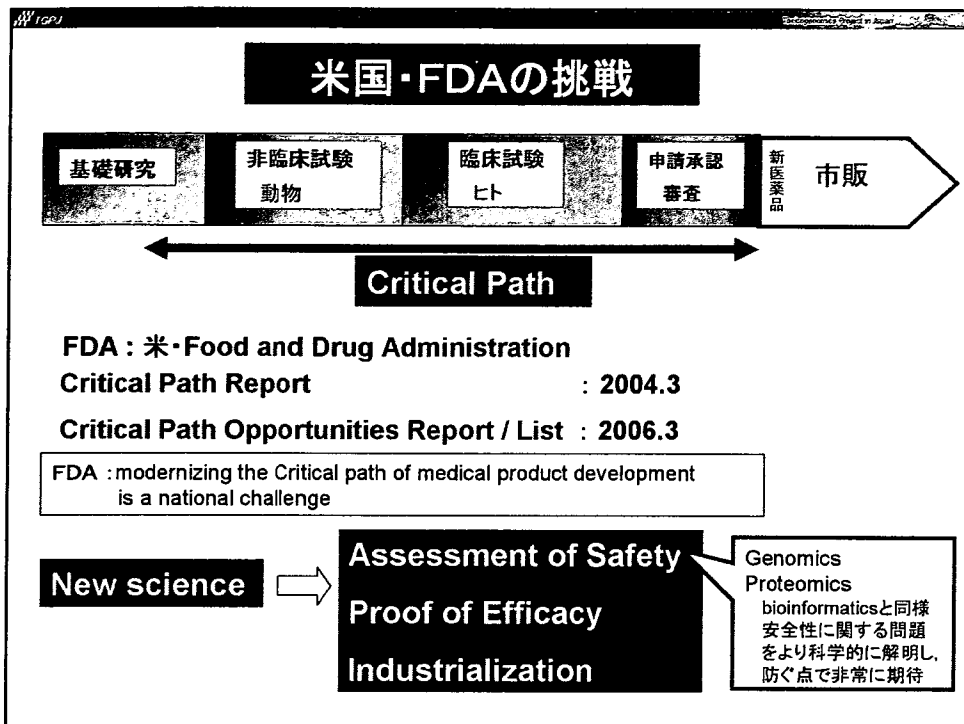 TGPJ
Toxicogenomics Project in Japan
米国・FDAの挑戦
基礎研究
非臨床試験
動物
臨床試験
ヒト
申請承認
審査
新医薬品
市販
Critical Path
FDA : 米・Food and Drug Administration
Critical Path Report : 2004.3
Critical Path Opportunities Report / List : 2006.3
FDA : modernizing the Critical path of medical product development
is a national challenge
New science
Assessment of Safety
Proof of Efficacy
Industrialization
Genomics
Proteomics
bioinformaticsと同様
安全性に関する問題
をより科学的に解明し,
防ぐ点で非常に期待